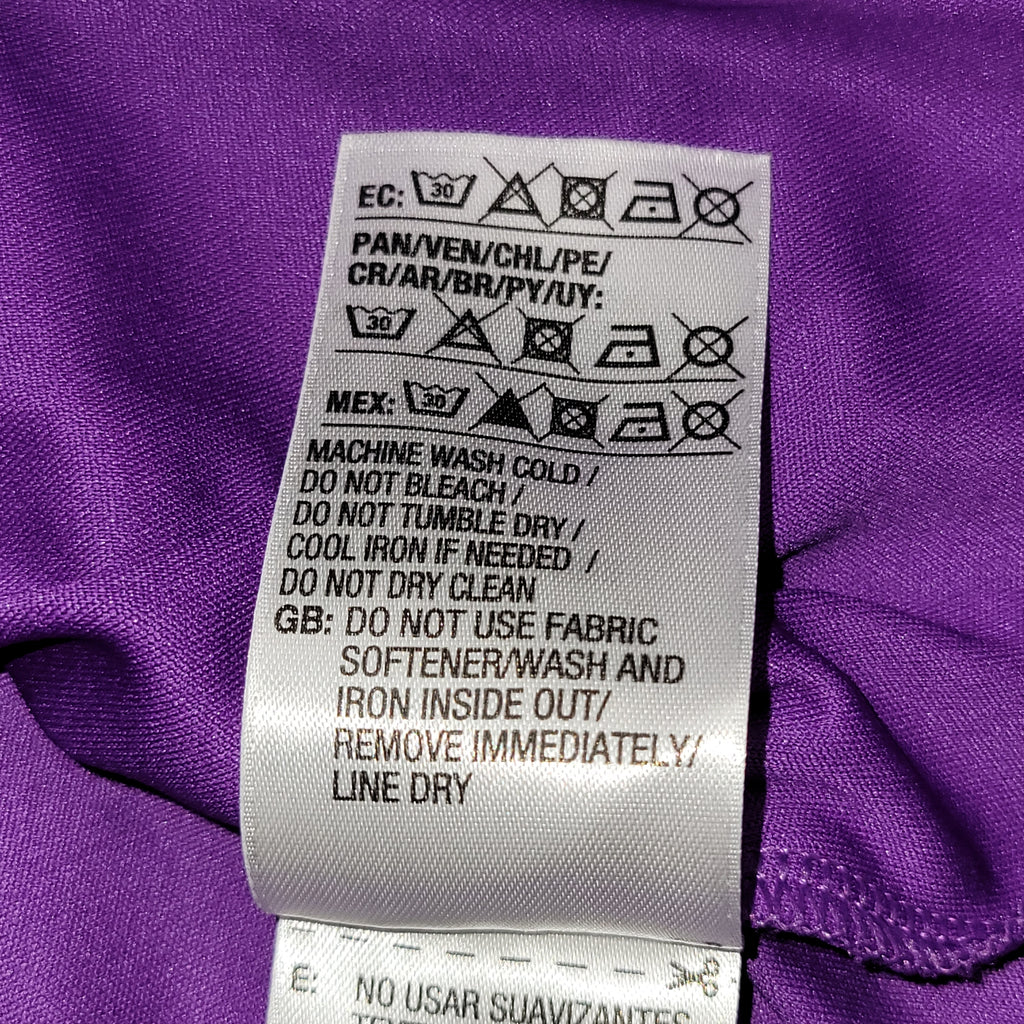 EC: 30
PAN/VEN/CHL/PE/
CR/AR/BR/PY/UY:
30
MEX: 30
MACHINE WASH COLD /
DO NOT BLEACH /
DO NOT TUMBLE DRY /
COOL IRON IF NEEDED /
DO NOT DRY CLEAN
GB: DO NOT USE FABRIC
SOFTENER/WASH AND
IRON INSIDE OUT/
REMOVE IMMEDIATELY/
LINE DRY
E: NO USAR SUAVIZANTES